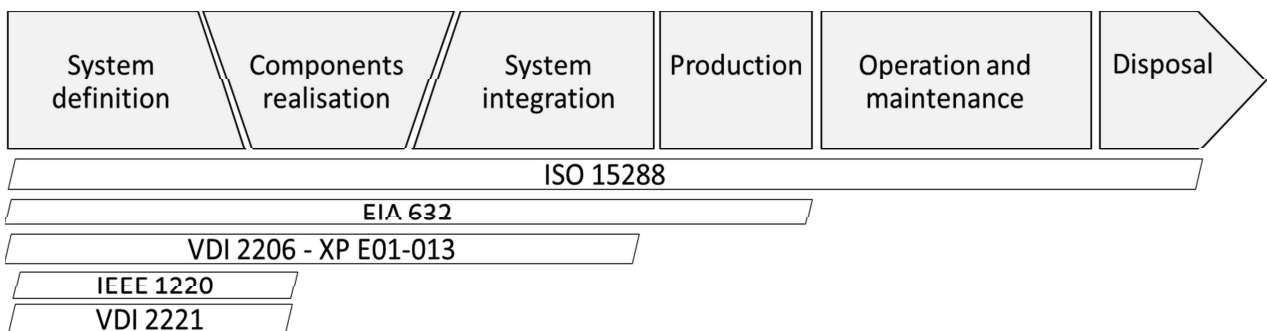 System
definition
Components
realisation
System
integration
Production
Operation and
maintenance
Disposal
ISO 15288
EIA 632
VDI 2206 - XP E01-013
IEEE 1220
VDI 2221